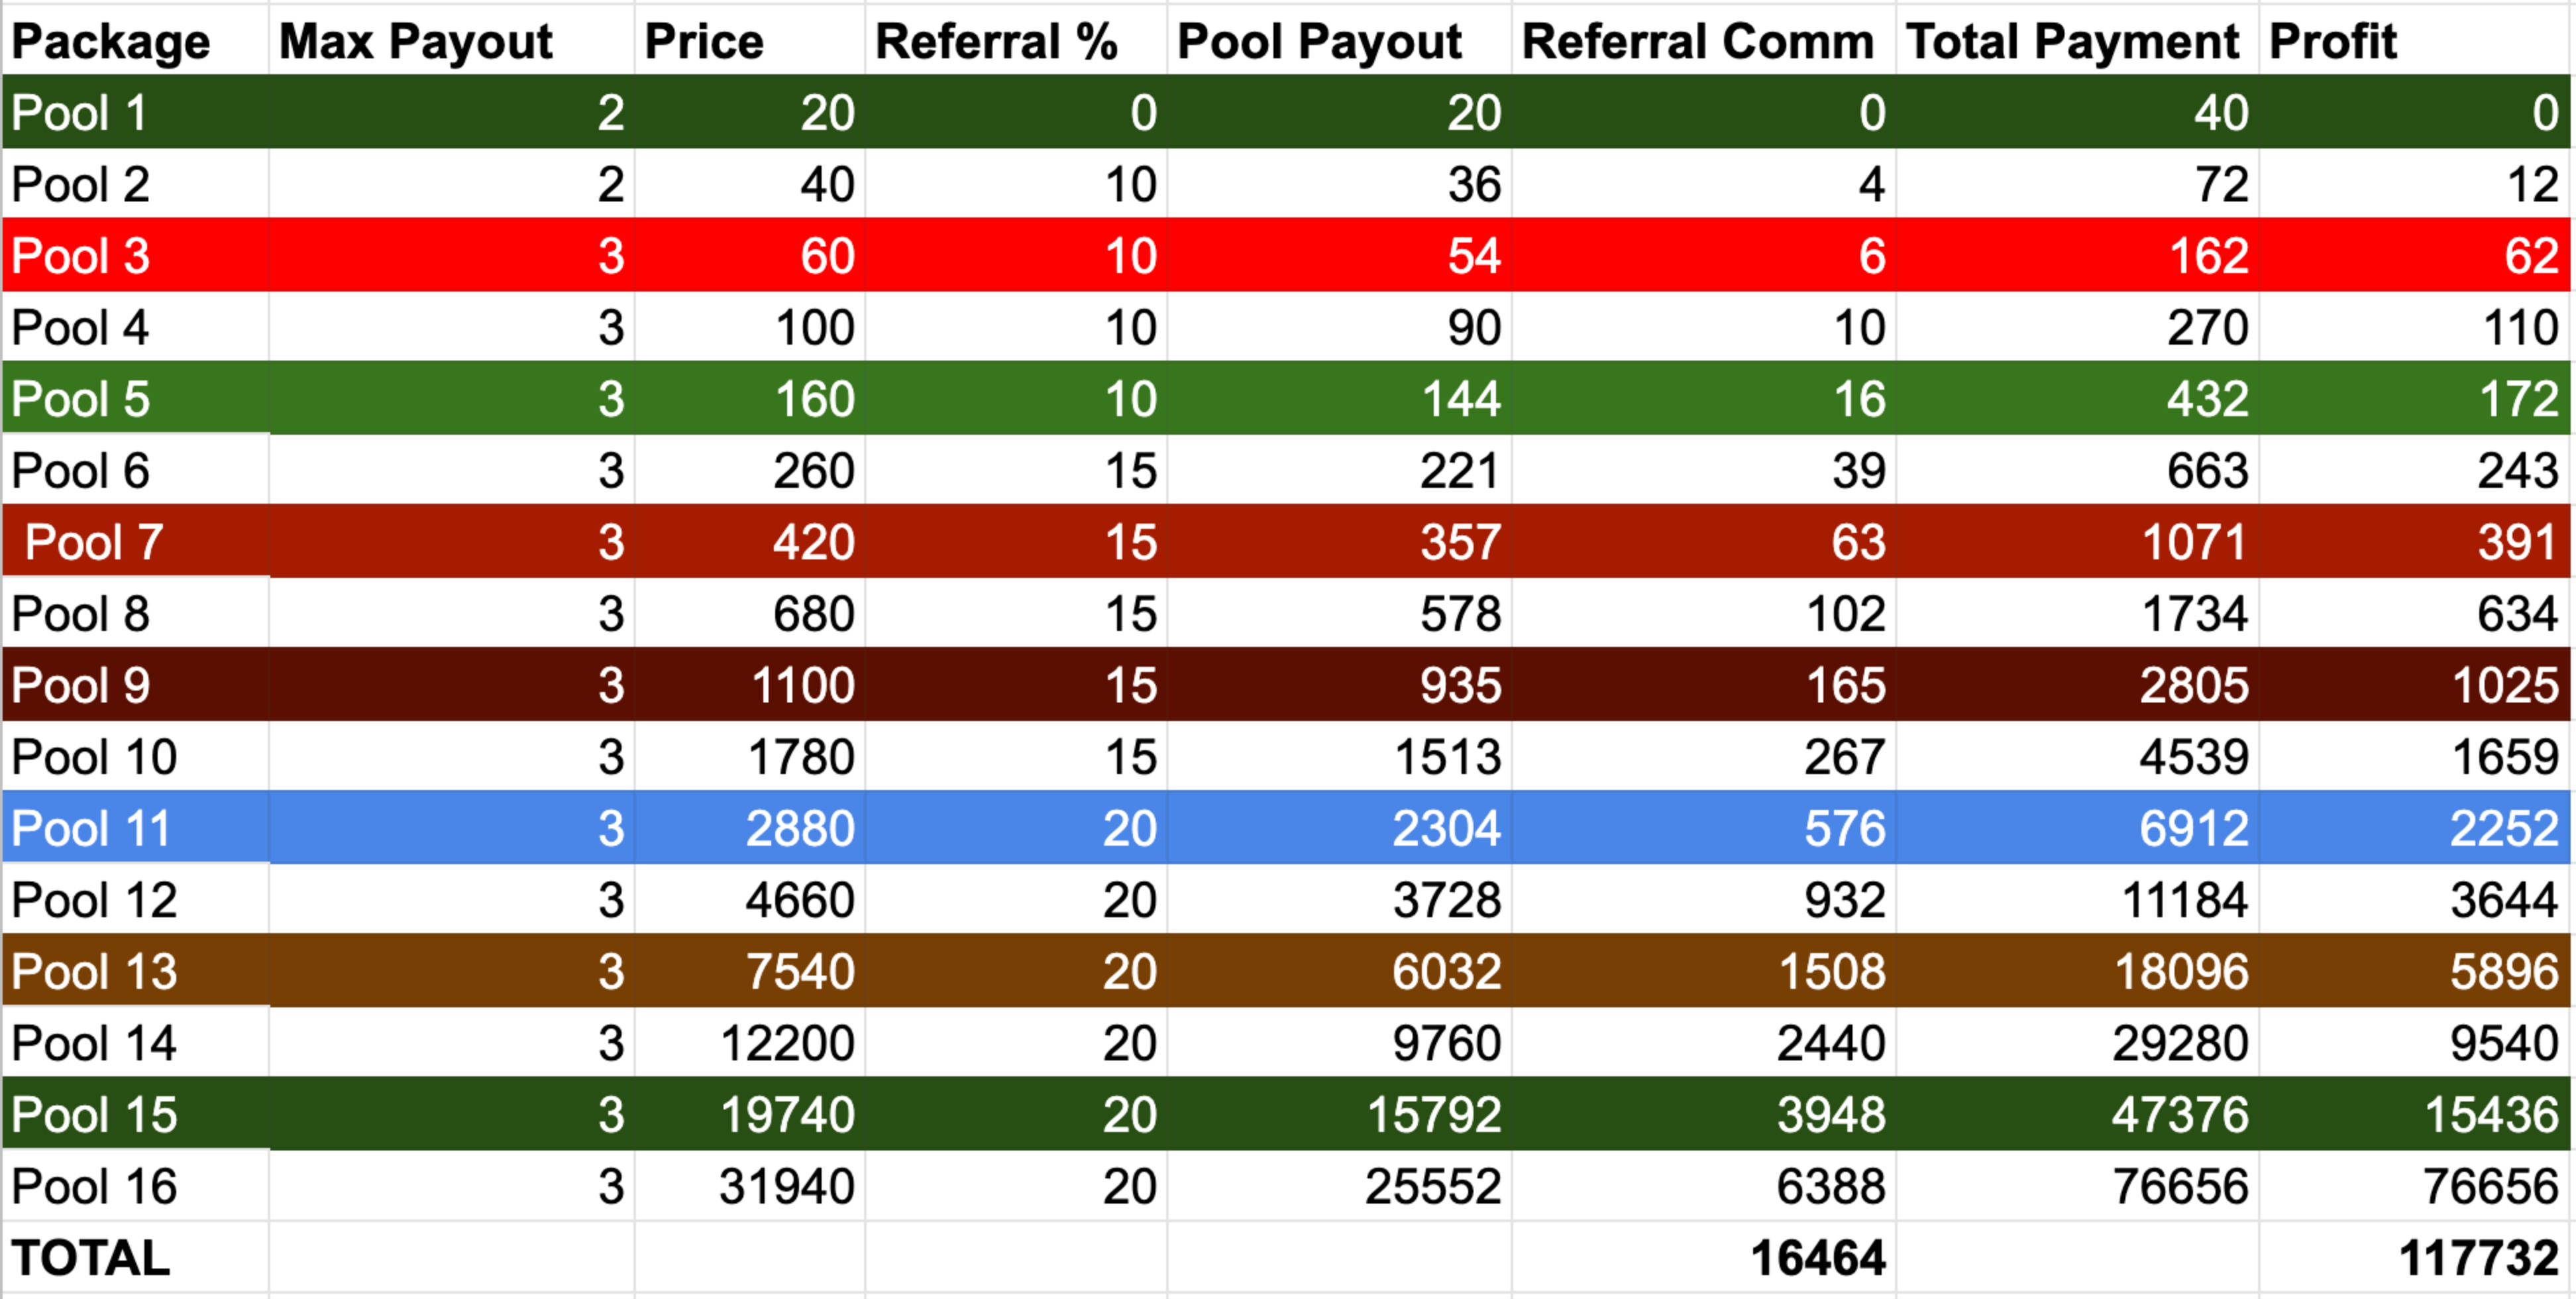 Package Max Payout Price Referral % Pool Payout Referral Comm Total Payment Profit
Pool 1 2 20 0 20 0 40 0
Pool 2 2 40 10 36 4 72 12
Pool 3 3 60 10 54 6 162 62
Pool 4 3 100 10 90 10 270 110
Pool 5 3 160 10 144 16 432 172
Pool 6 3 260 15 221 39 663 243
Pool 7 3 420 15 357 63 1071 391
Pool 8 3 680 15 578 102 1734 634
Pool 9 3 1100 15 935 165 2805 1025
Pool 10 3 1780 15 1513 267 4539 1659
Pool 11 3 2880 20 2304 576 6912 2252
Pool 12 3 4660 20 3728 932 11184 3644
Pool 13 3 7540 20 6032 1508 18096 5896
Pool 14 3 12200 20 9760 2440 29280 9540
Pool 15 3 19740 20 15792 3948 47376 15436
Pool 16 3 31940 20 25552 6388 76656 76656
TOTAL 16464 117732